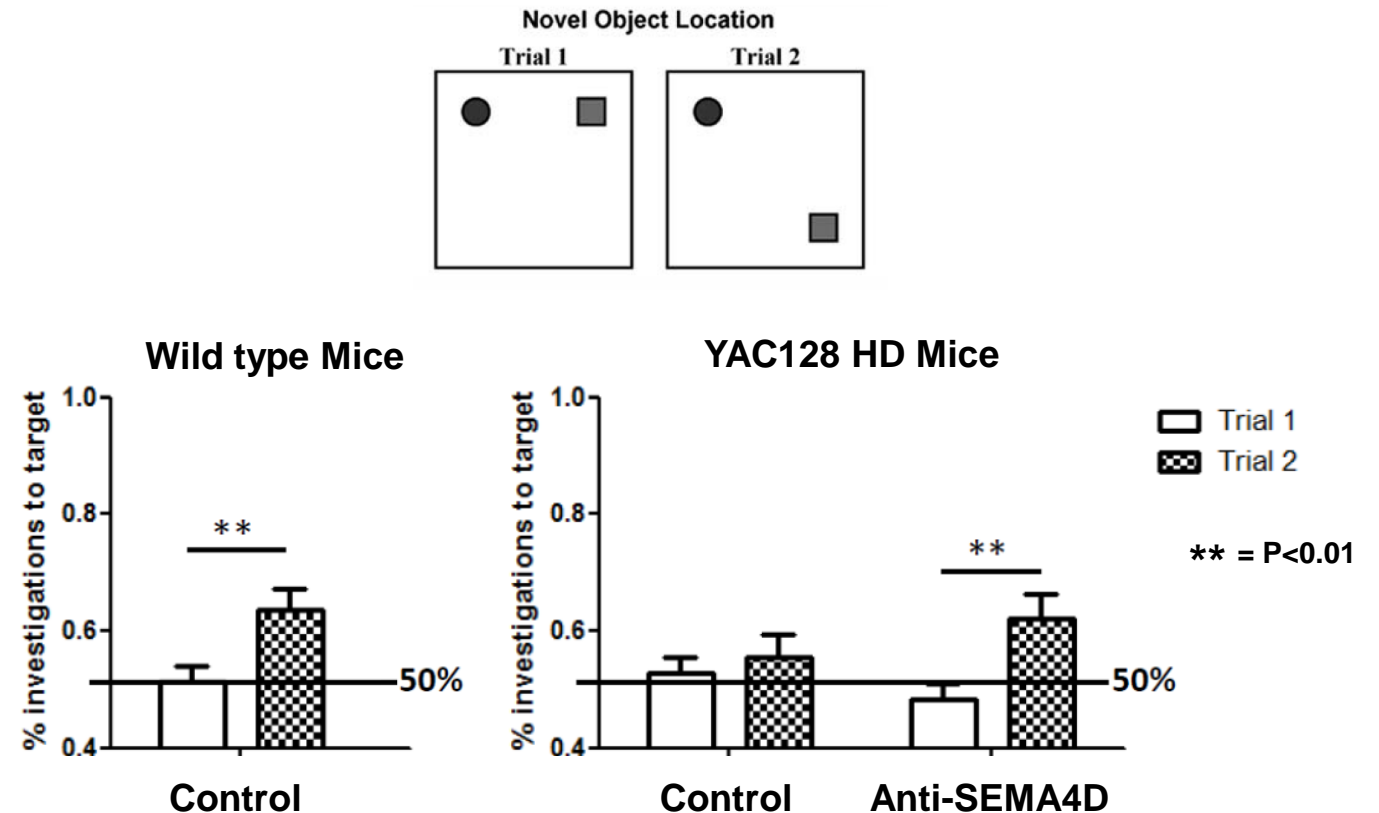 Novel Object Location
Trial 1
Trial 2
Wild type Mice
YAC128 HD Mice
% investigations to target
1.0
0.8
0.6
0.4
**
50%
Control
% investigations to target
1.0
0.8
0.6
0.4
**
50%
Control
Anti-SEMA4D
Trial 1
Trial 2
** = P<0.01